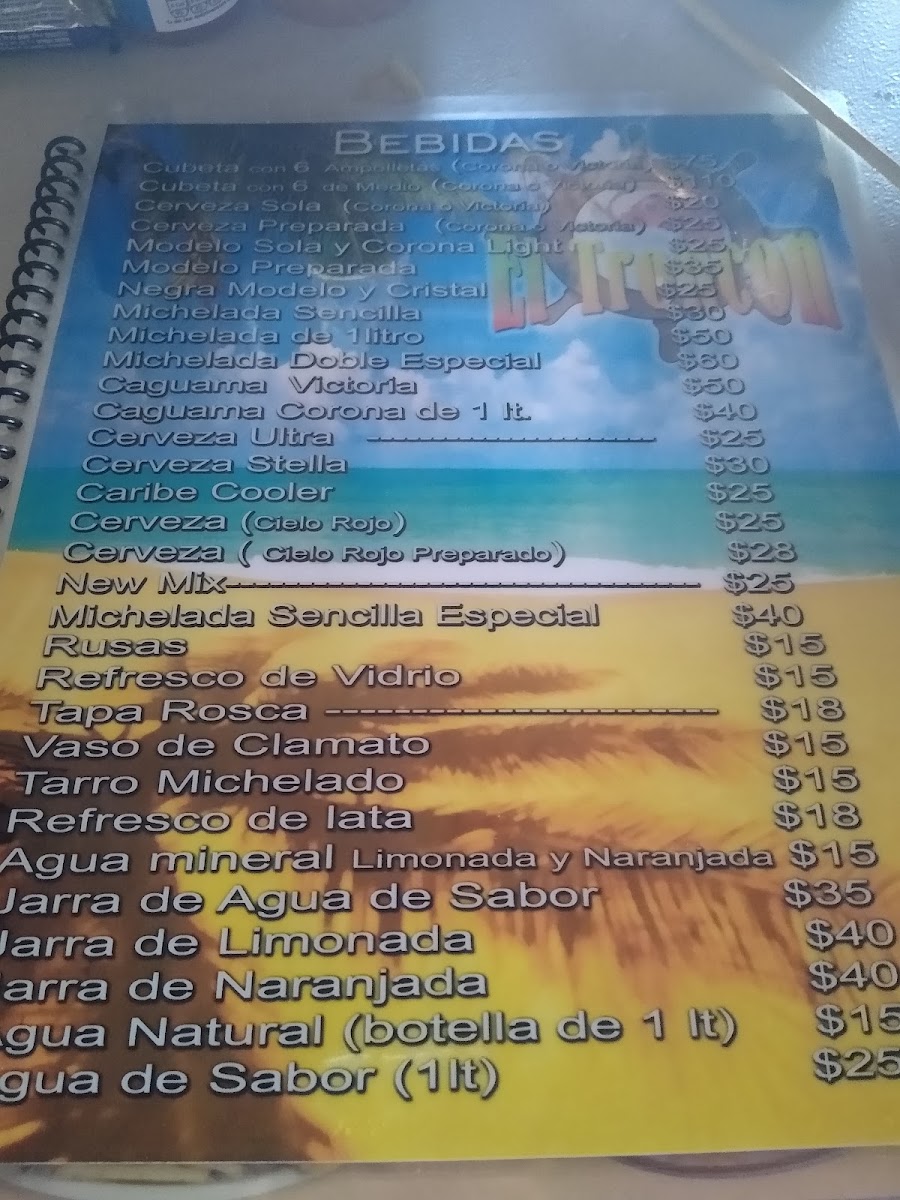 BEBIDAS
Cubeta con 6 Ampolletas (Corona o Victoria) $75
Cubeta con 6 de Medio (Corona o Victoria) $110
Cerveza Sola (Corona o Victoria) $20
Cerveza Preparada (Corona o Victoria) $25
Modelo Sola y Corona Light $25
Modelo Preparada $35
Negra Modelo y Cristal $25
El
Michelada Sencilla $30
Michelada de 1litro $50
Michelada Doble Especial $60
Caguama Victoria $50
Caguama Corona de 1 lt. $40
Cerveza Ultra ------------------------------ $25
Cerveza Stella $30
Caribe Cooler $25
Cerveza (Cielo Rojo) $25
Cerveza ( Cielo Rojo Preparado) $28
New Mix------------------------------------------------ $25
Michelada Sencilla Especial $40
Rusas $15
Refresco de Vidrio $15
Tapa Rosca ------------------------------------ $18
Vaso de Clamato $15
Tarro Michelado $15
Refresco de lata $18
Agua mineral Limonada y Naranjada $15
Jarra de Agua de Sabor $35
Jarra de Limonada $40
arra de Naranjada $40
Agua Natural (botella de 1 lt) $15
gua de Sabor (1lt) $25